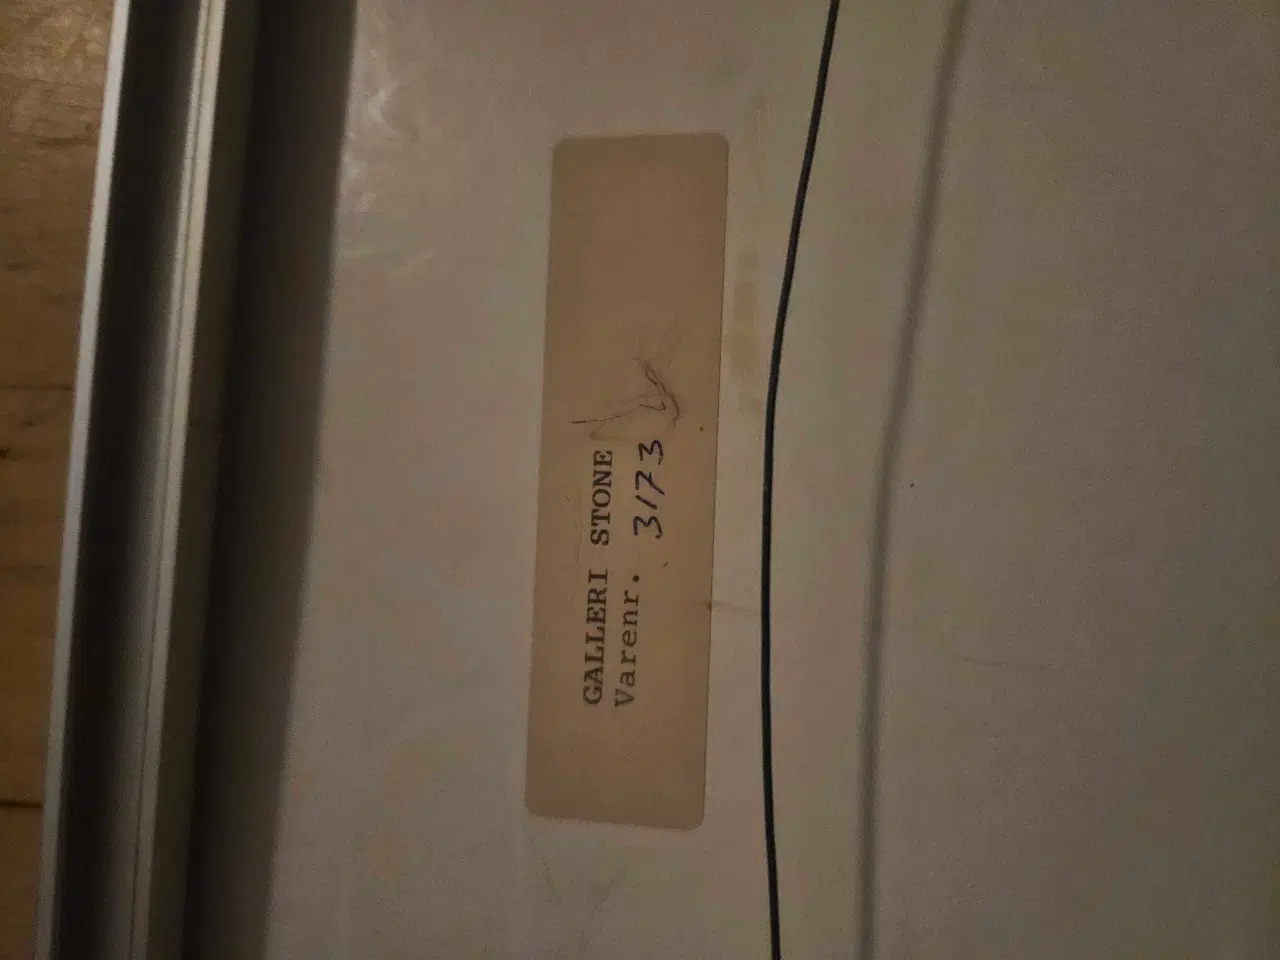 GALLERI STONE
Varenr. 3173